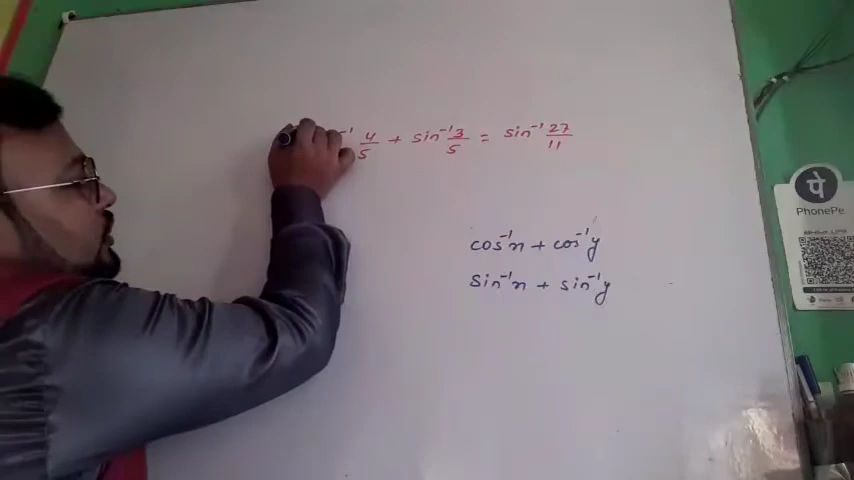 ⁻¹ 4/5 + sin⁻¹ 3/5 = sin⁻¹ 27/11
cos⁻¹x + cos⁻¹y
sin⁻¹x + sin⁻¹y
पे
PhonePe